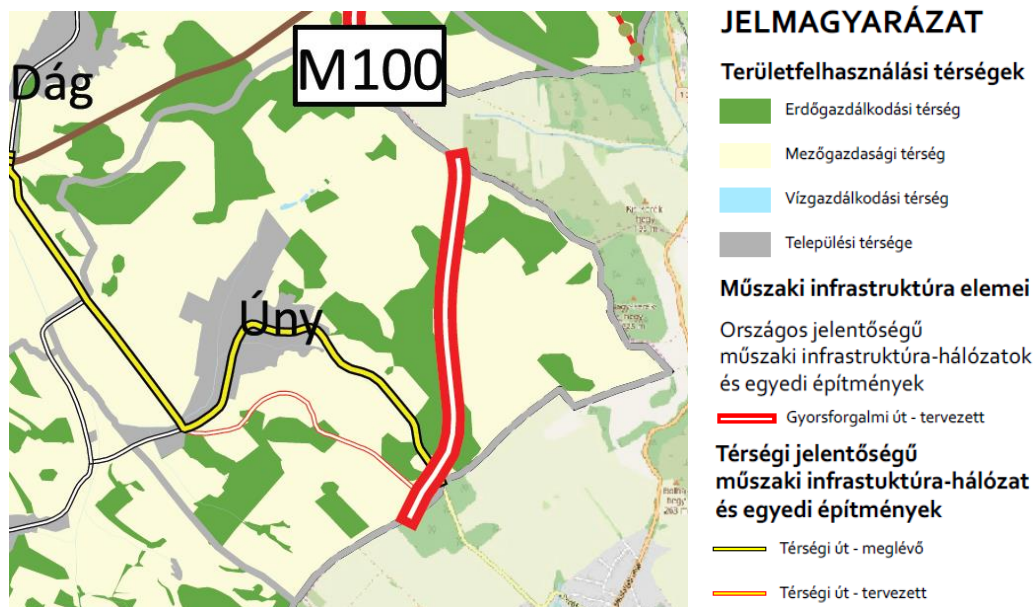 Dág
M100
Úny
JELMAGYARÁZAT
Területfelhasználási térségek
Erdőgazdálkodási térség
Mezőgazdasági térség
Vízgazdálkodási térség
Települési térsége
Műszaki infrastruktúra elemei
Országos jelentőségű
műszaki infrastruktúra-hálózatok
és egyedi építmények
Gyorsforgalmi út - tervezett
Térségi jelentőségű
műszaki infrastuktúra-hálózat
és egyedi építmények
Térségi út - meglévő
Térségi út - tervezett